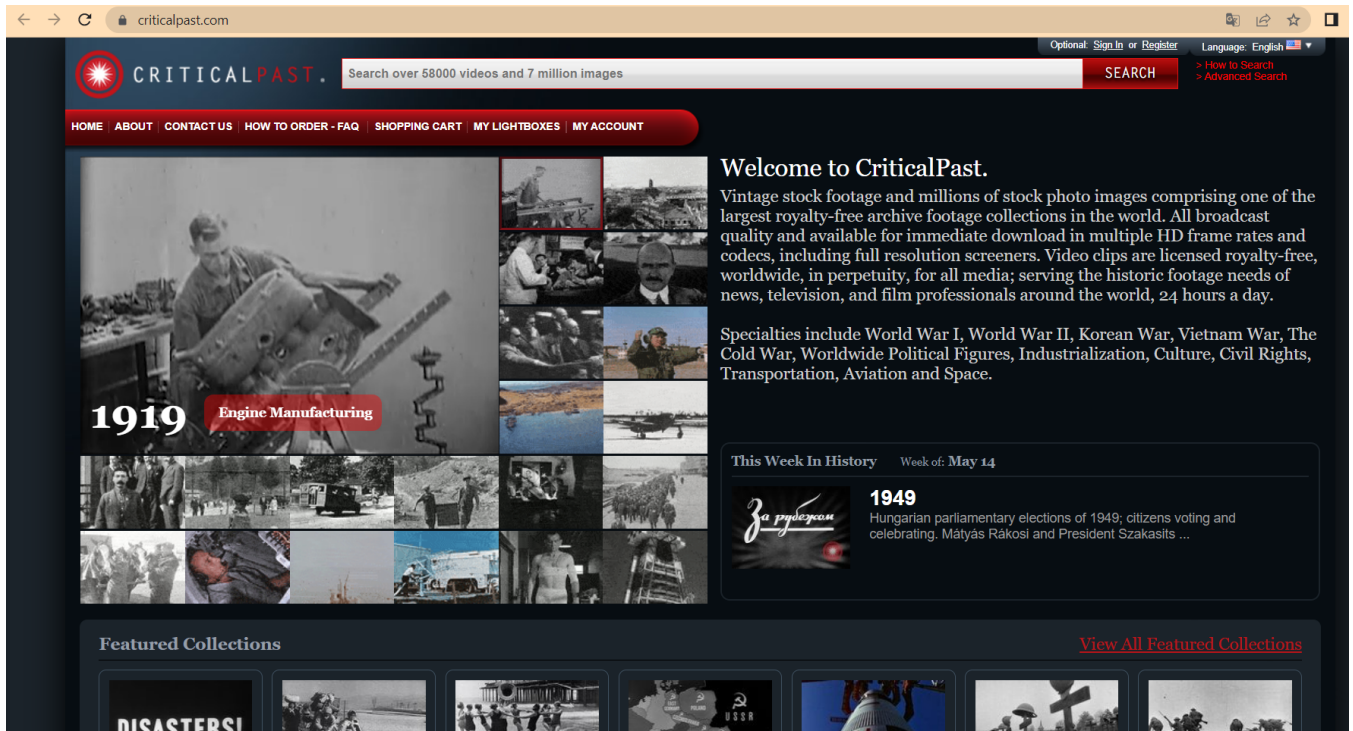 criticalpast.com
Optional: Sign In or Register
Language: English
CRITICALPAST.
Search over 58000 videos and 7 million images
SEARCH
> How to Search
> Advanced Search
HOME ABOUT CONTACT US HOW TO ORDER - FAQ SHOPPING CART MY LIGHTBOXES MY ACCOUNT
1919
Engine Manufacturing
Welcome to CriticalPast.
Vintage stock footage and millions of stock photo images comprising one of the
largest royalty-free archive footage collections in the world. All broadcast
quality and available for immediate download in multiple HD frame rates and
codecs, including full resolution screeners. Video clips are licensed royalty-free,
worldwide, in perpetuity, for all media; serving the historic footage needs of
news, television, and film professionals around the world, 24 hours a day.
Specialties include World War I, World War II, Korean War, Vietnam War, The
Cold War, Worldwide Political Figures, Industrialization, Culture, Civil Rights,
Transportation, Aviation and Space.
This Week In History Week of: May 14
За рубежом
1949
Hungarian parliamentary elections of 1949; citizens voting and
celebrating. Mátyás Rákosi and President Szakasits ...
Featured Collections
View All Featured Collections
DISASTERS!
POLAND
USSR